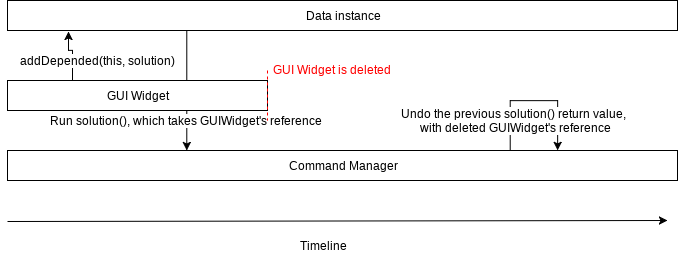 Data instance
addDepended(this, solution)
GUI Widget is deleted
GUI Widget
Run solution(), which takes GUIWidget's reference
Undo the previous solution() return value,
with deleted GUIWidget's reference
Command Manager
Timeline